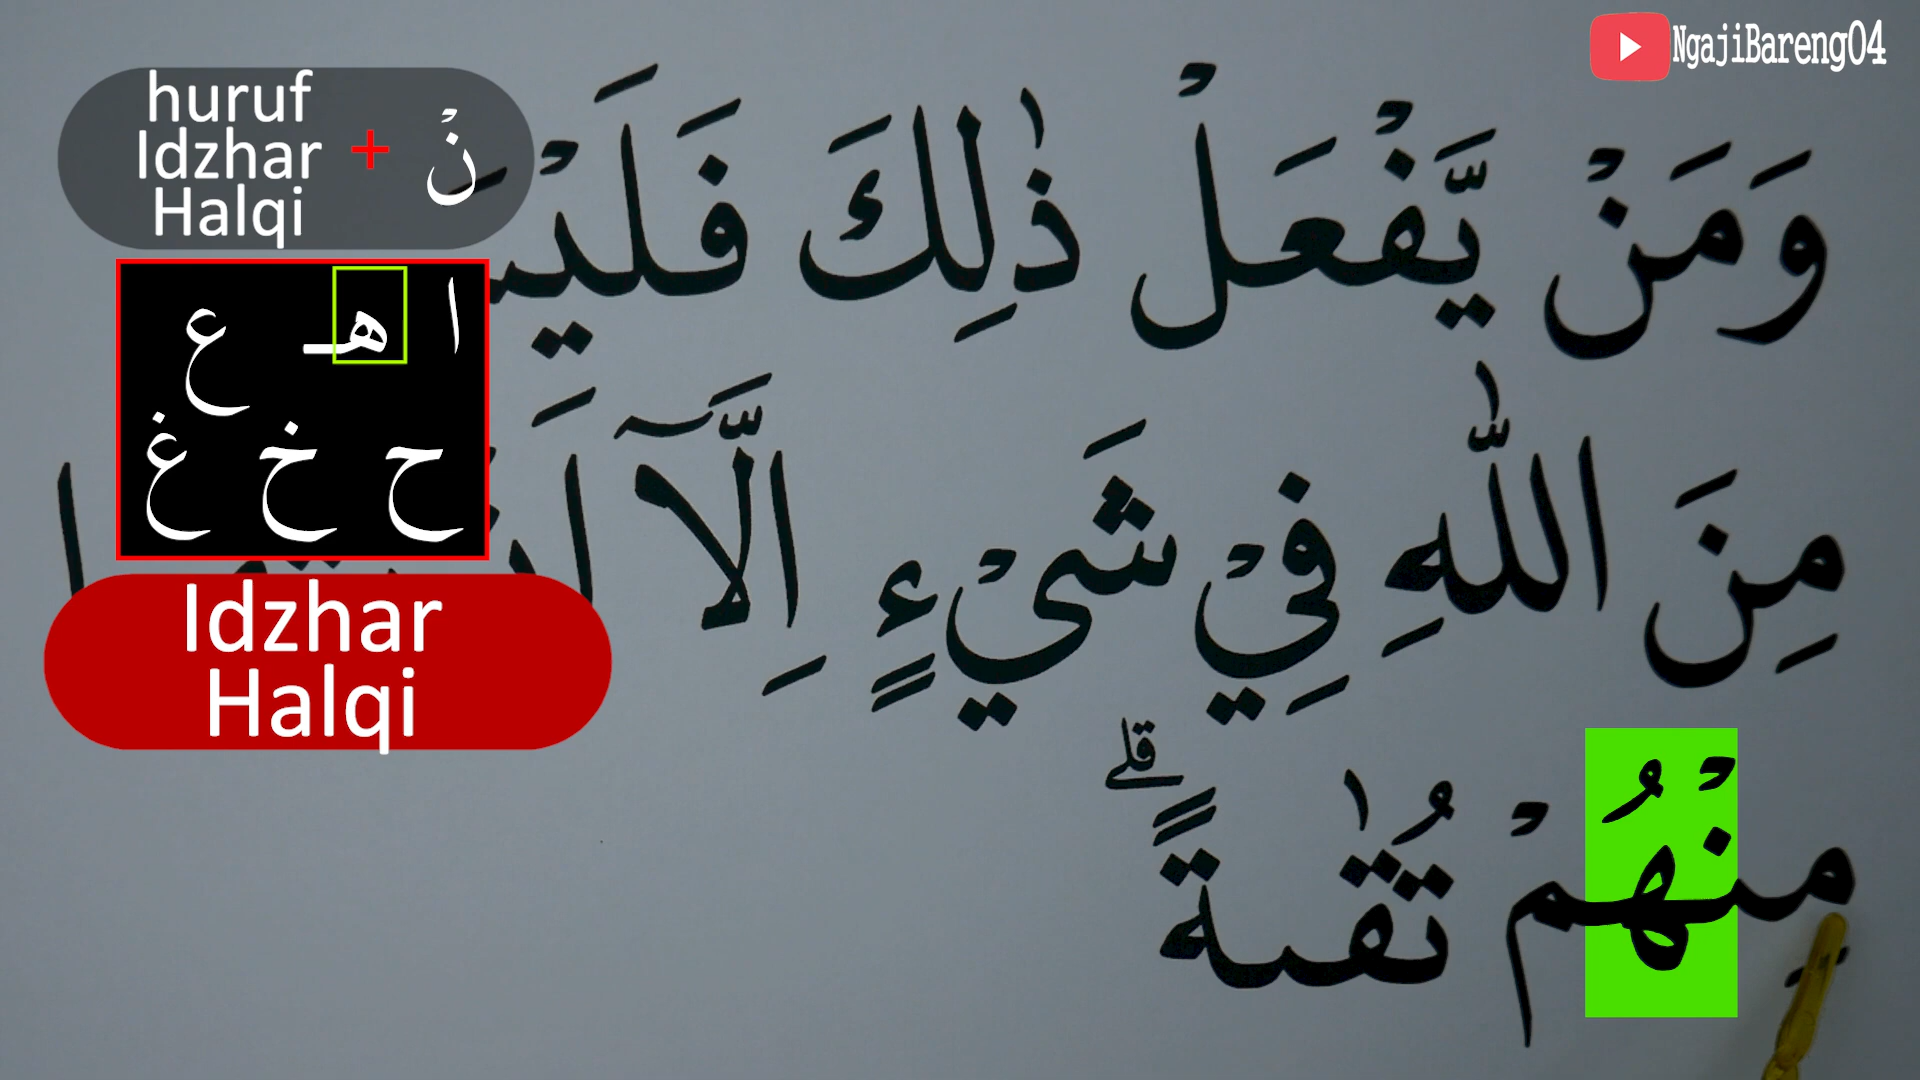 NgajiBareng04
huruf
Idzhar
Halqi
+ نْ
ا هـ ع
ح خ غ
Idzhar
Halqi
وَمَنْ يَّفْعَلْ ذٰلِكَ
مِنَ اللّٰهِ فِيْ شَيْءٍ اِلَّآ
مِنْهُمْ تُقٰىةً ۗ